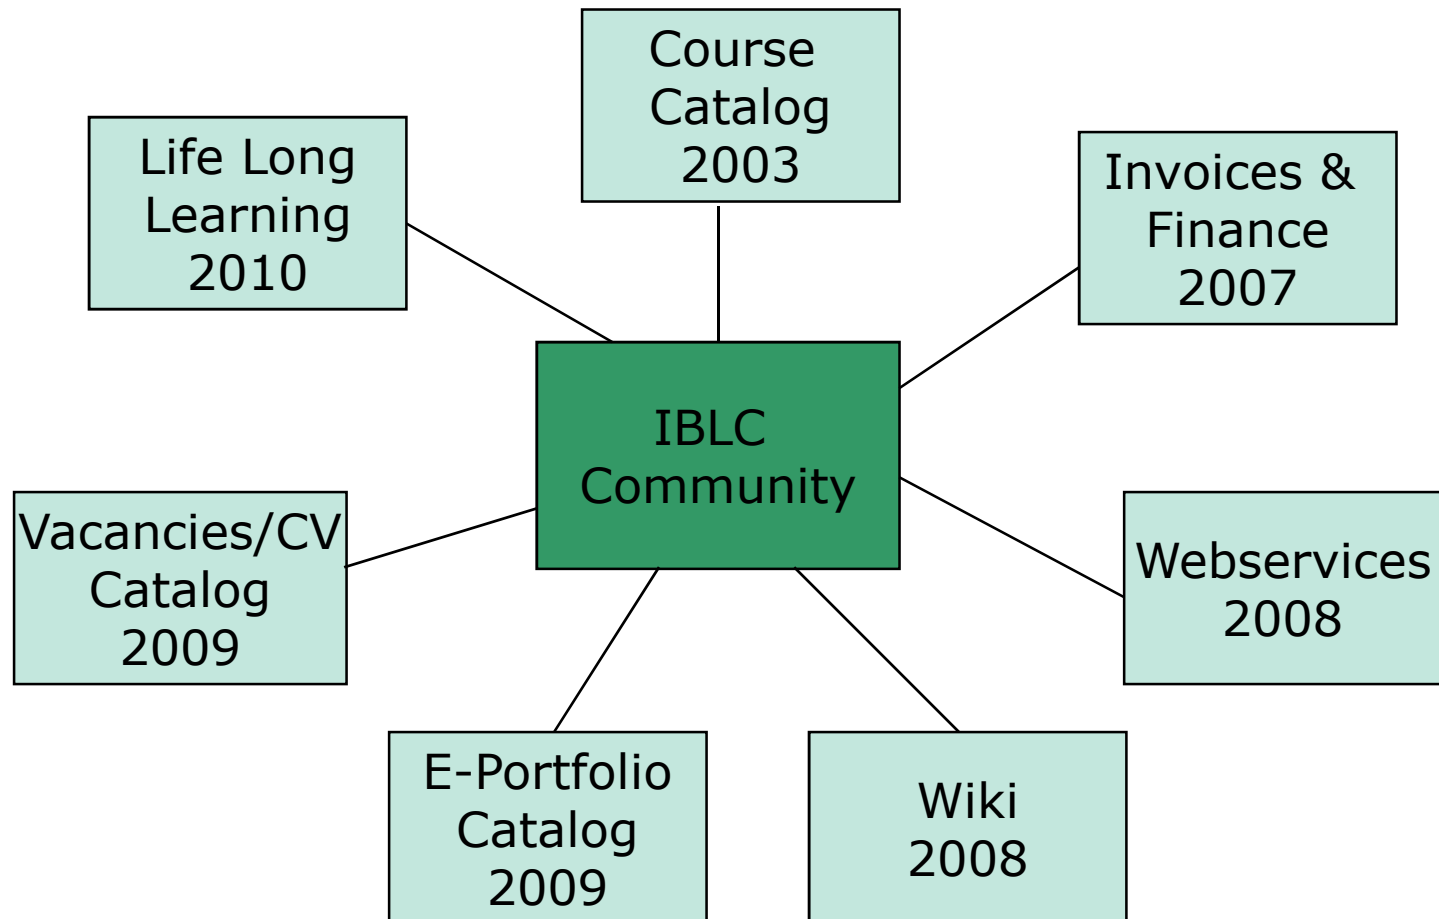 Course
Catalog
2003
Life Long
Learning
2010
Invoices &
Finance
2007
IBLC
Community
Vacancies/CV
Catalog
2009
Webservices
2008
E-Portfolio
Catalog
2009
Wiki
2008